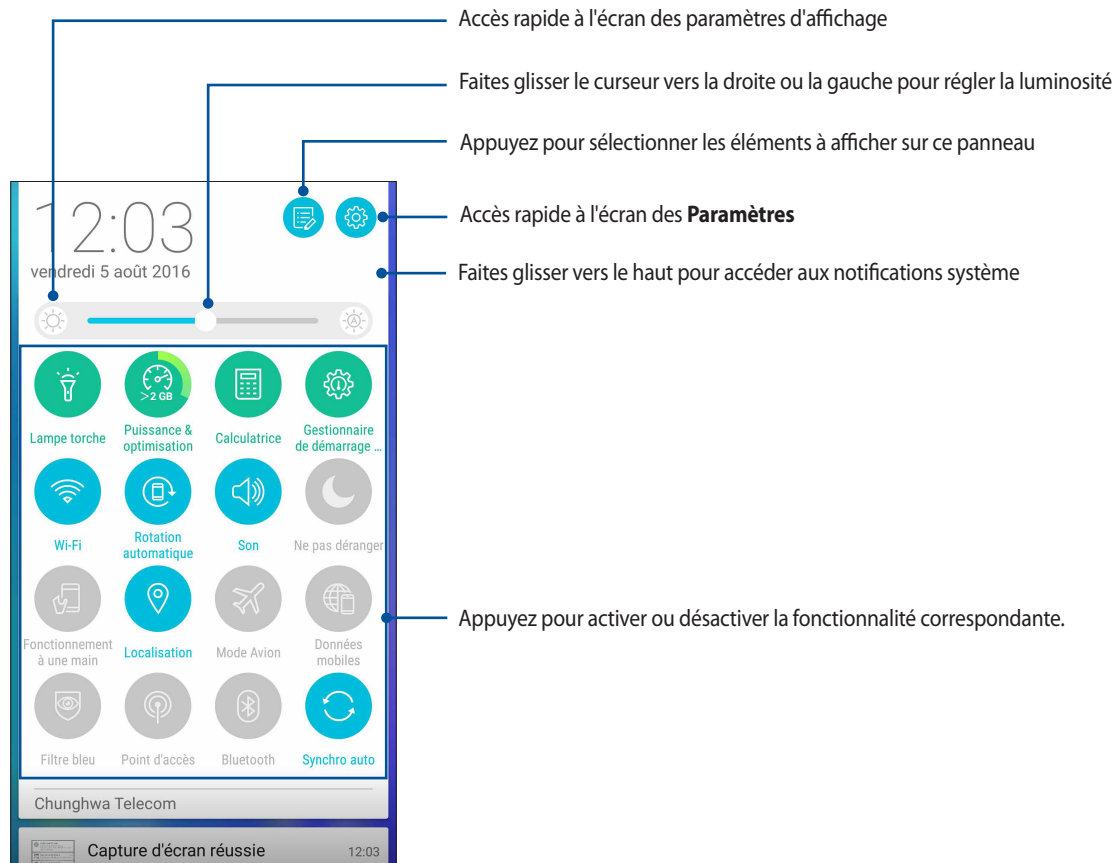 Accès rapide à l'écran des paramètres d'affichage
Faites glisser le curseur vers la droite ou la gauche pour régler la luminosité
Appuyez pour sélectionner les éléments à afficher sur ce panneau
Accès rapide à l'écran des Paramètres
Faites glisser vers le haut pour accéder aux notifications système
12:03
vendredi 5 août 2016
A
>2 GB
Lampe torche
Puissance &
optimisation
Calculatrice
Gestionnaire
de démarrage ...
Wi-Fi
Rotation
automatique
Son
Ne pas déranger
Fonctionnement
à une main
Localisation
Mode Avion
Données
mobiles
Appuyez pour activer ou désactiver la fonctionnalité correspondante.
Filtre bleu
Point d'accès
Bluetooth
Synchro auto
Chunghwa Telecom
Capture d'écran réussie
12:03